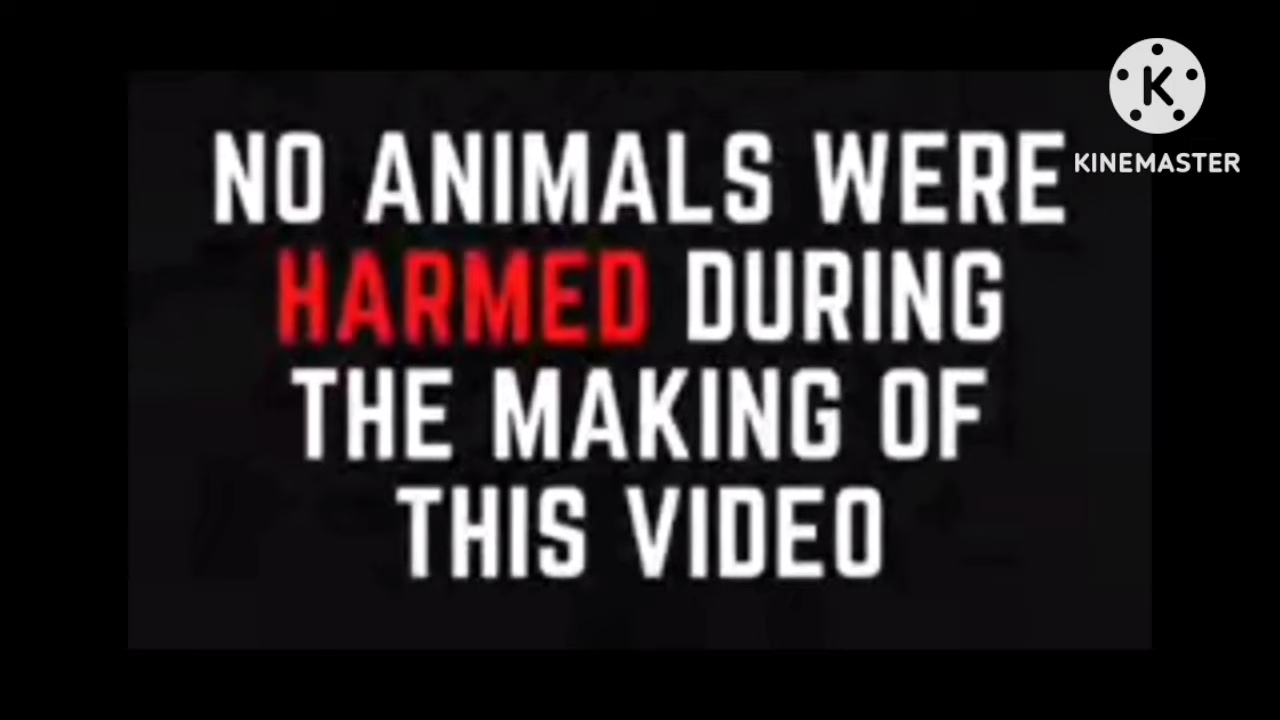 NO ANIMALS WERE
HARMED DURING
THE MAKING OF
THIS VIDEO
K
KINEMASTER